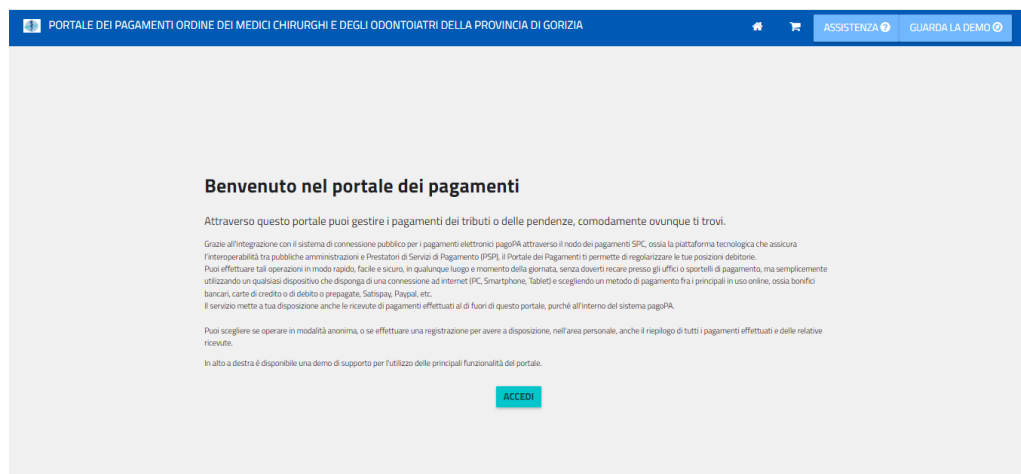 PORTALE DEI PAGAMENTI ORDINE DEI MEDICI CHIRURGHI E DEGLI ODONTOIATRI DELLA PROVINCIA DI GORIZIA
ASSISTENZA
GUARDA LA DEMO
Benvenuto nel portale dei pagamenti
Attraverso questo portale puoi gestire i pagamenti dei tributi o delle pendenze, comodamente ovunque ti trovi.
Grazie all'integrazione con il sistema di connessione pubblico per i pagamenti elettronici pagoPA attraverso il nodo dei pagamenti SPC, ossia la piattaforma tecnologica che assicura
l'interoperabilità tra pubbliche amministrazioni e Prestatori di Servizi di Pagamento (PSP), il Portale dei Pagamenti ti permette di regolarizzare le tue posizioni debitorie.
Puoi effettuare tali operazioni in modo rapido, facile e sicuro, in qualunque luogo e momento della giornata, senza doverti recare presso gli uffici o sportelli di pagamento, ma semplicemente
utilizzando un qualsiasi dispositivo che disponga di una connessione ad internet (PC, Smartphone, Tablet) e scegliendo un metodo di pagamento fra i principali in uso online, ossia bonifici
bancari, carte di credito o di debito o prepagate, Satispay, Paypal, etc.
Il servizio mette a tua disposizione anche le ricevute di pagamenti effettuati al di fuori di questo portale, purché all'interno del sistema pagoPA.
Puoi scegliere se operare in modalità anonima, o se effettuare una registrazione per avere a disposizione, nell'area personale, anche il riepilogo di tutti i pagamenti effettuati e delle relative
ricevute.
In alto a destra è disponibile una demo di supporto per l'utilizzo delle principali funzionalità del portale.
ACCEDI